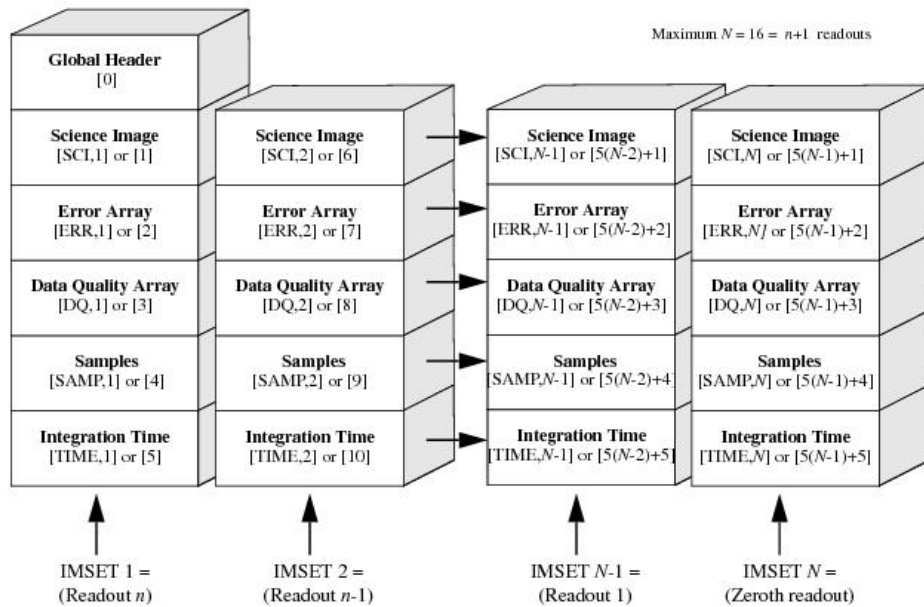 Maximum N = 16 = n+1 readouts
Global Header
[0]
Science Image
[SCI,1] or [1]
Error Array
[ERR,1] or [2]
Data Quality Array
[DQ,1] or [3]
Samples
[SAMP,1] or [4]
Integration Time
[TIME,1] or [5]
IMSET 1 =
(Readout n)
Science Image
[SCI,2] or [6]
Error Array
[ERR,2] or [7]
Data Quality Array
[DQ,2] or [8]
Samples
[SAMP,2] or [9]
Integration Time
[TIME,2] or [10]
IMSET 2 =
(Readout n-1)
Science Image
[SCI,N-1] or [5(N-2)+1]
Error Array
[ERR,N-1] or [5(N-2)+2]
Data Quality Array
[DQ,N-1] or [5(N-2)+3]
Samples
[SAMP,N-1] or [5(N-2)+4]
Integration Time
[TIME,N-1] or [5(N-2)+5]
IMSET N-1 =
(Readout 1)
Science Image
[SCI,N] or [5(N-1)+1]
Error Array
[ERR,N] or [5(N-1)+2]
Data Quality Array
[DQ,N] or [5(N-1)+3]
Samples
[SAMP,N] or [5(N-1)+4]
Integration Time
[TIME,N] or [5(N-1)+5]
IMSET N =
(Zeroth readout)